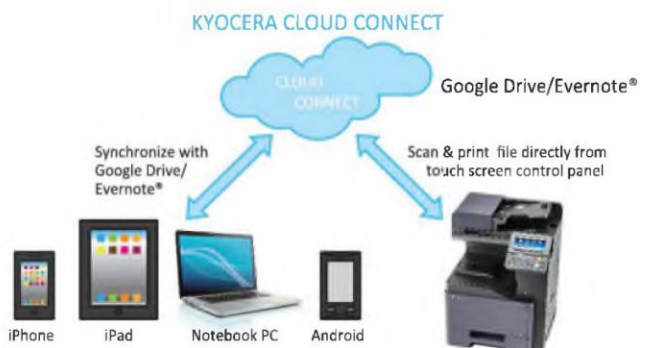 KYOCERA CLOUD CONNECT
CLOUD
CONNECT
Google Drive/Evernote®
Synchronize with
Google Drive/
Evernote®
Scan & print file directly from
touch screen control panel
iPhone
iPad
Notebook PC
Android